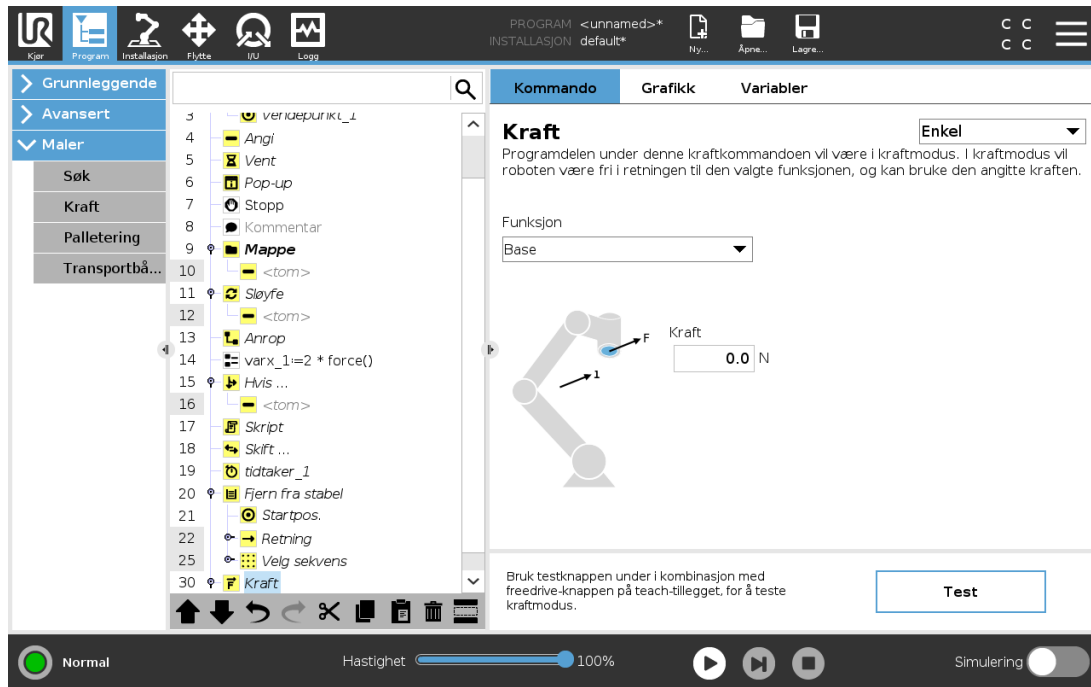 UR
Kjør
Program
Installasjon
Flytte
I/U
Logg
PROGRAM <unnamed>*
INSTALLASJON default*
Ny...
Åpne...
Lagre...
C C
C C
Grunnleggende
Avansert
Maler
Søk
Kraft
Palletering
Transportbå...
3 Vendepunkt_1
4 Angi
5 Vent
6 Pop-up
7 Stopp
8 Kommentar
9 Mappe
10 <tom>
11 Sløyfe
12 <tom>
13 Anrop
14 varx_1:=2 * force()
15 Hvis ...
16 <tom>
17 Skript
18 Skift ...
19 tidtaker_1
20 Fjern fra stabel
21 Startpos.
22 Retning
25 Velg sekvens
30 Kraft
Kommando Grafikk Variabler
Kraft
Enkel
Programdelen under denne kraftkommandoen vil være i kraftmodus. I kraftmodus vil
roboten være fri i retningen til den valgte funksjonen, og kan bruke den angitte kraften.
Funksjon
Base
F
1
Kraft
0.0 N
Bruk testknappen under i kombinasjon med
freedrive-knappen på teach-tillegget, for å teste
kraftmodus.
Test
Normal
Hastighet 100%
Simulering